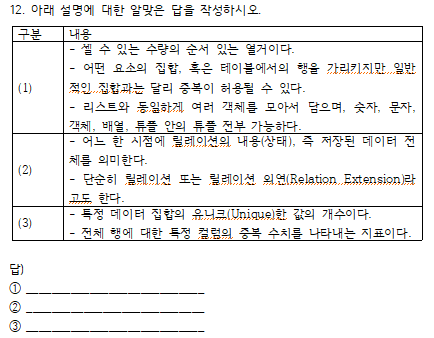 12. 아래 설명에 대한 알맞은 답을 작성하시오.
구분 내용
(1)
- 셀 수 있는 수량의 순서 있는 열거이다.
- 어떤 요소의 집합, 혹은 테이블에서의 행을 가리키지만 일반
적인 집합과는 달리 중복이 허용될 수 있다.
- 리스트와 동일하게 여러 객체를 모아서 담으며, 숫자, 문자,
객체, 배열, 튜플 안의 튜플 전부 가능하다.
(2)
- 어느 한 시점에 릴레이션의 내용(상태), 즉 저장된 데이터 전
체를 의미한다.
- 단순히 릴레이션 또는 릴레이션 외연(Relation Extension)라
고도 한다.
(3)
- 특정 데이터 집합의 유니크(Unique)한 값의 개수이다.
- 전체 행에 대한 특정 컬럼의 중복 수치를 나타내는 지표이다.
답)
① ____________________________
② ____________________________
③ ____________________________